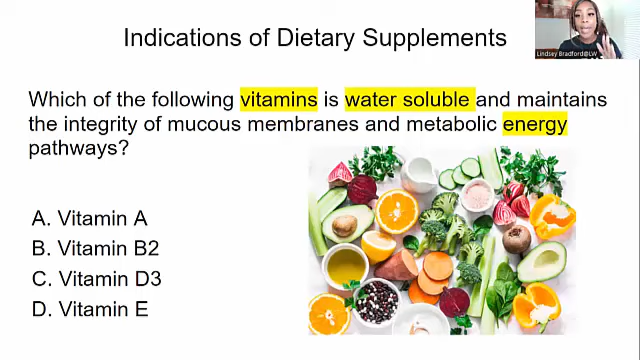 Indications of Dietary Supplements
Lindsey Bradford@LW
Which of the following vitamins is water soluble and maintains
the integrity of mucous membranes and metabolic energy
pathways?
A. Vitamin A
B. Vitamin B2
C. Vitamin D3
D. Vitamin E